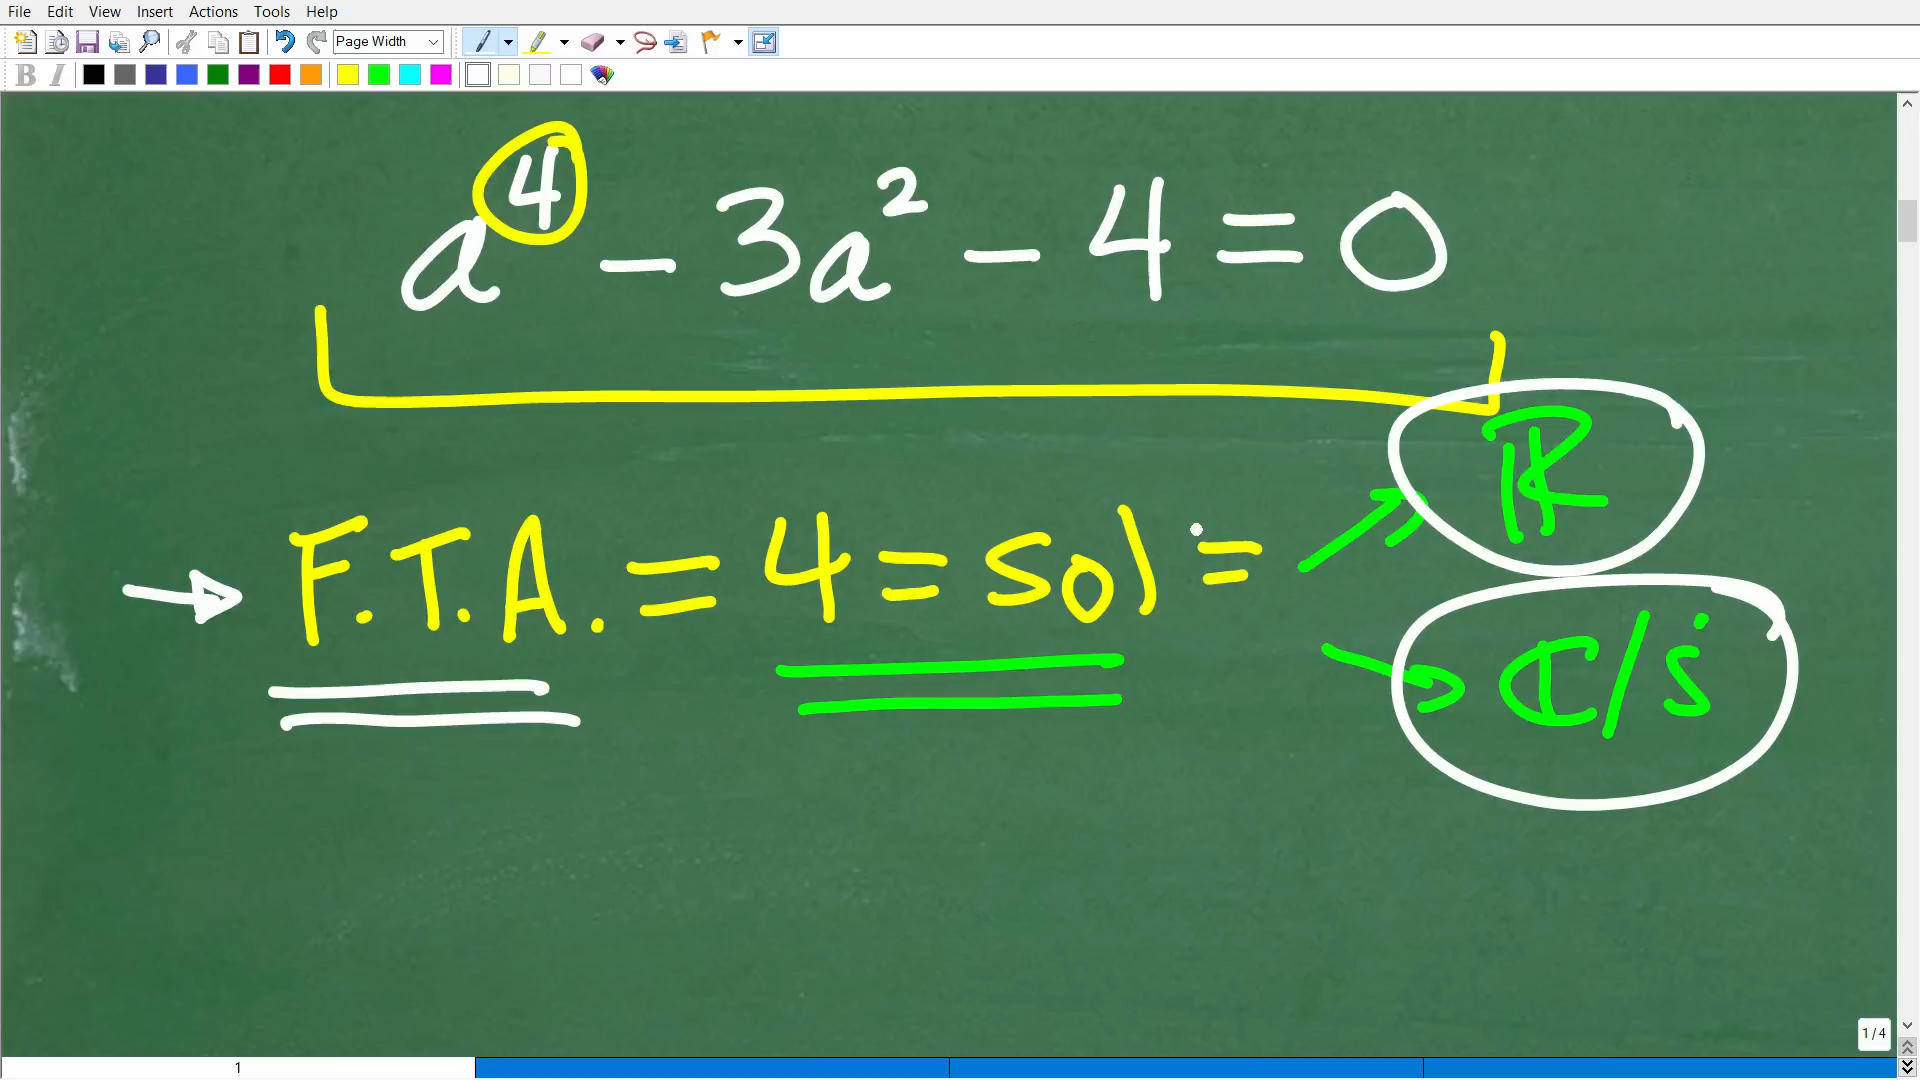 File Edit View Insert Actions Tools Help
Page Width
B I
a⁴ - 3a² - 4 = 0
ℝ
→ F.T.A. = 4 = sol =
ℂ/i
1 / 4
1